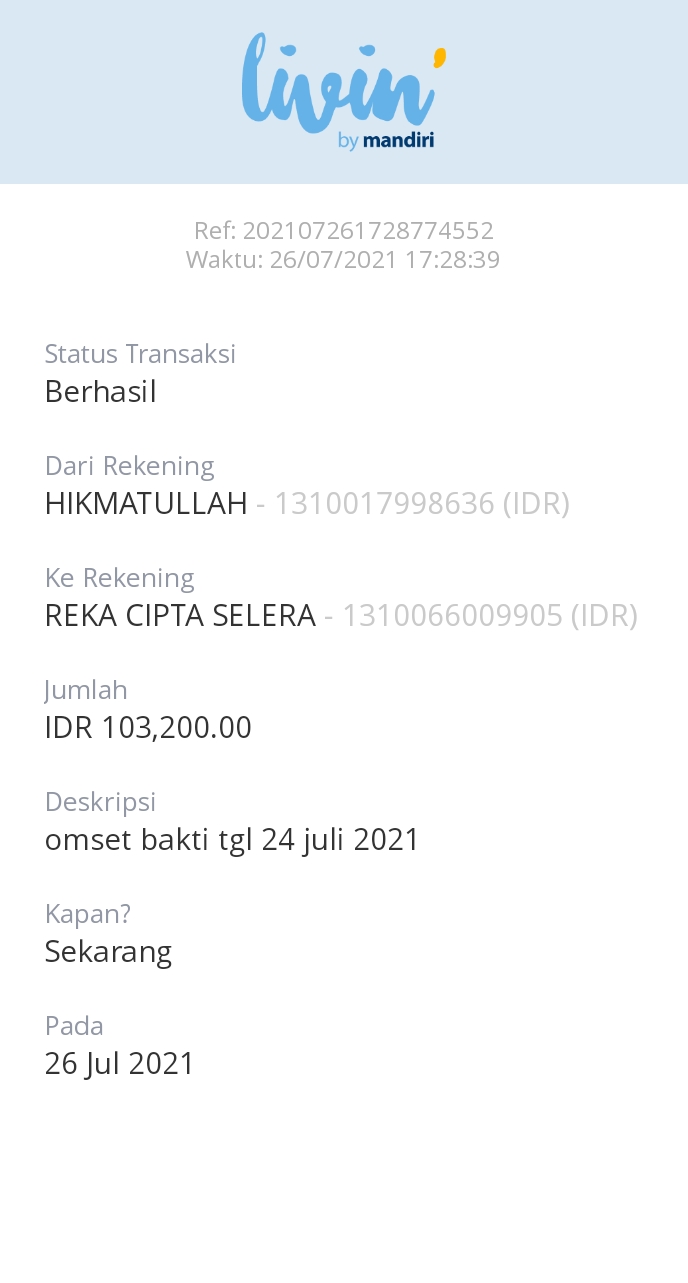 livin'
by mandiri
Ref: 202107261728774552
Waktu: 26/07/2021 17:28:39
Status Transaksi
Berhasil
Dari Rekening
HIKMATULLAH - 1310017998636 (IDR)
Ke Rekening
REKA CIPTA SELERA - 1310066009905 (IDR)
Jumlah
IDR 103,200.00
Deskripsi
omset bakti tgl 24 juli 2021
Kapan?
Sekarang
Pada
26 Jul 2021